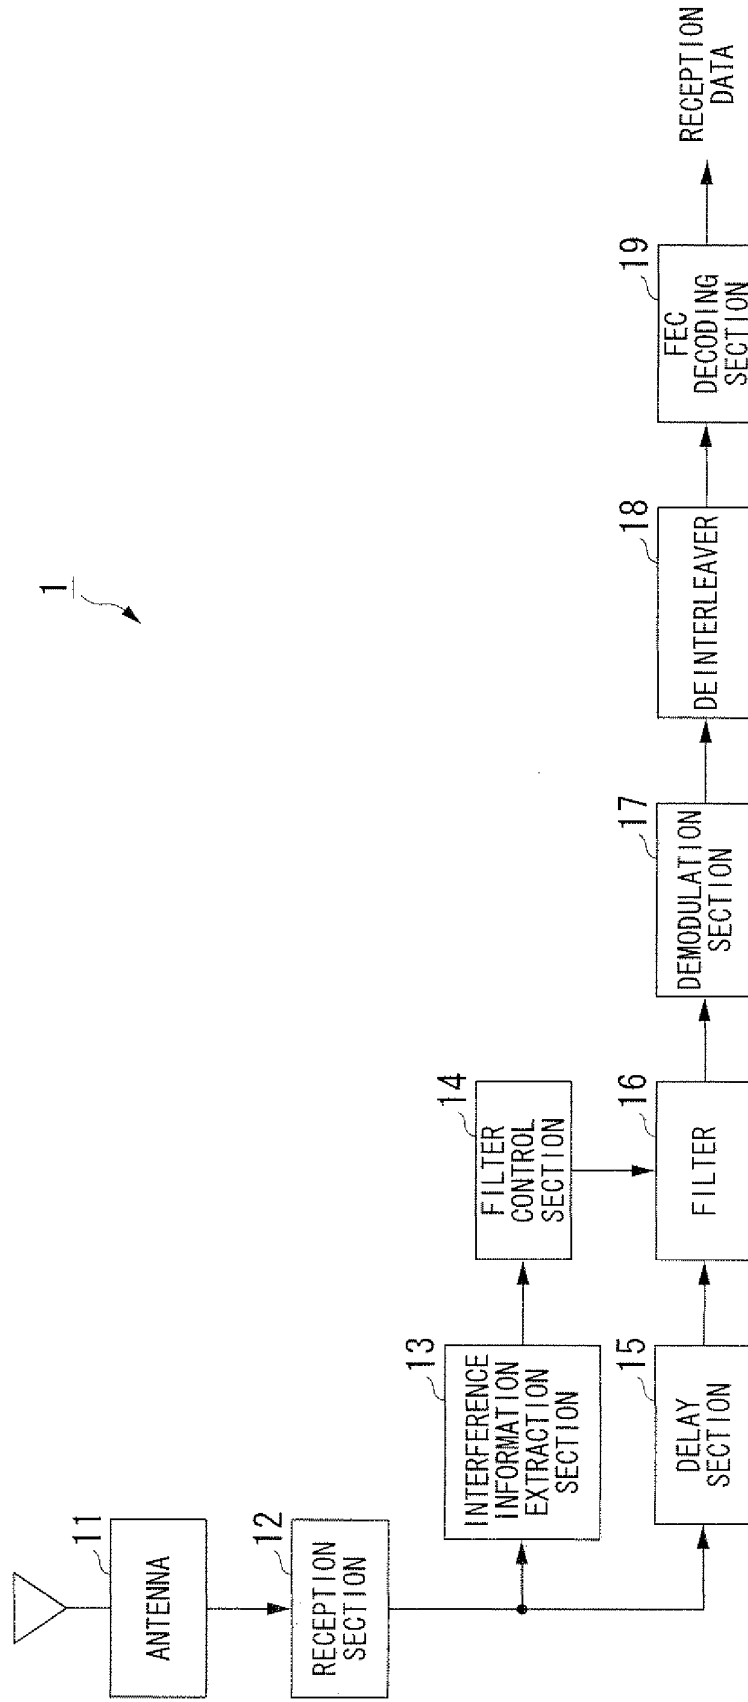 1
11
ANTENNA
12
RECEPTION
SECTION
13
INTERFERENCE
INFORMATION
EXTRACTION
SECTION
14
FILTER
CONTROL
SECTION
15
DELAY
SECTION
16
FILTER
17
DEMODULATION
SECTION
18
DEINTERLEAVER
19
FEC
DECODING
SECTION
RECEPTION
DATA